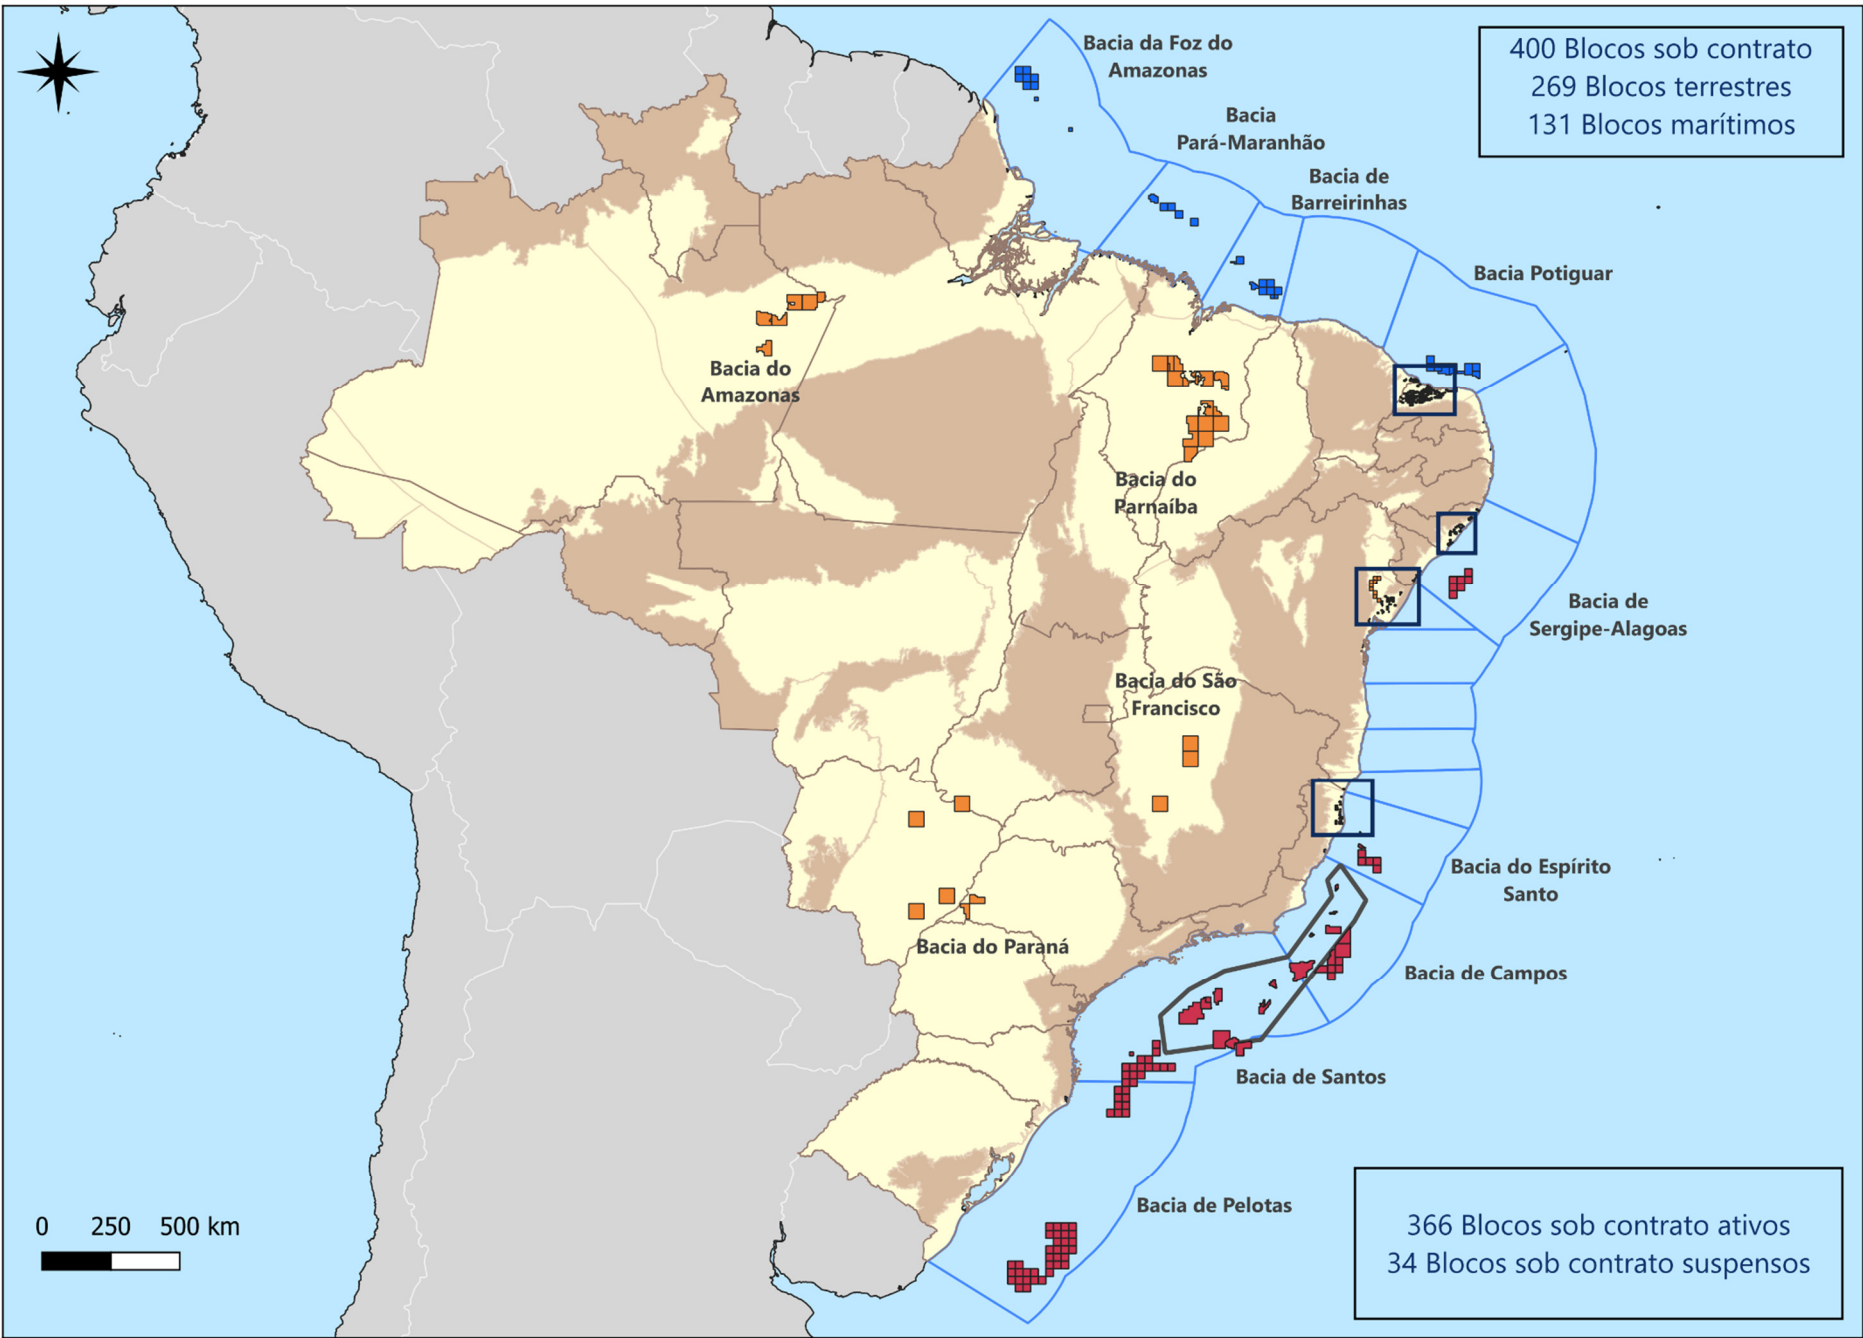 Bacia da Foz do
Amazonas
400 Blocos sob contrato
269 Blocos terrestres
131 Blocos marítimos
Bacia
Pará-Maranhão
Bacia de
Barreirinhas
Bacia Potiguar
Bacia do
Amazonas
Bacia do
Parnaíba
Bacia de
Sergipe-Alagoas
Bacia do São
Francisco
Bacia do Espírito
Santo
Bacia do Paraná
Bacia de Campos
Bacia de Santos
Bacia de Pelotas
0 250 500 km
366 Blocos sob contrato ativos
34 Blocos sob contrato suspensos